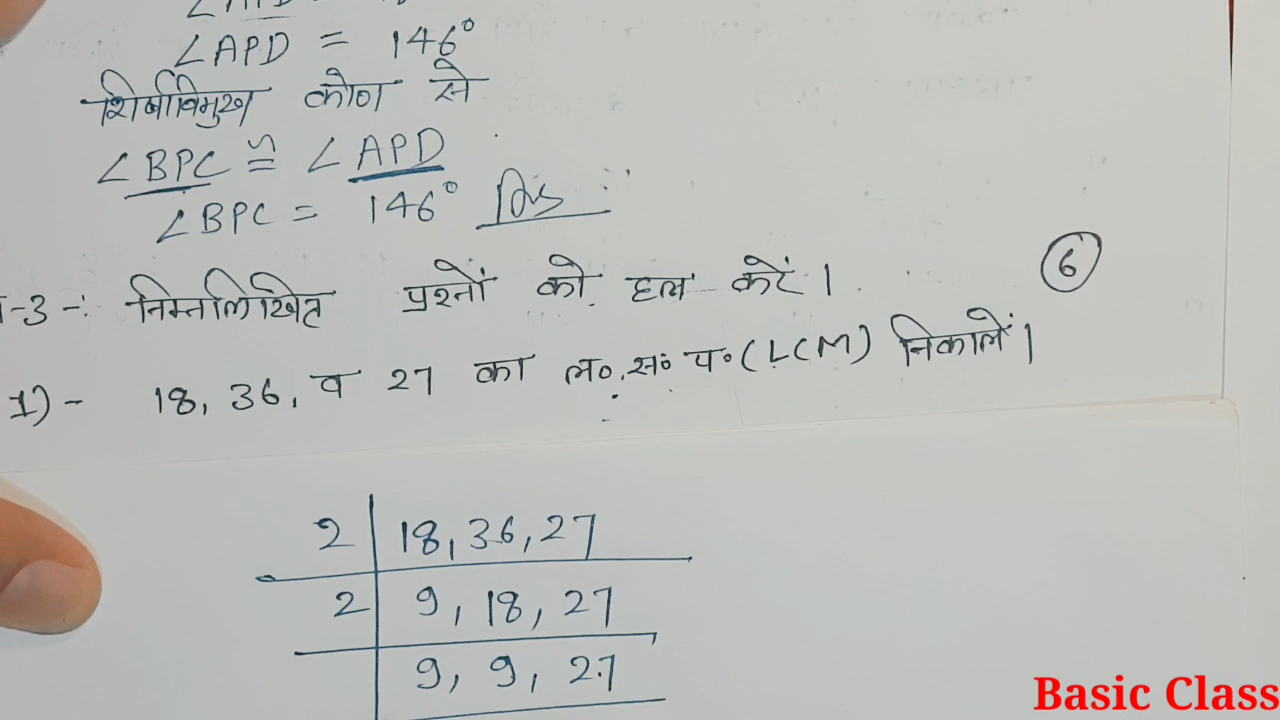 ∠APD = 146°
शिर्षाविमुख कोण से
∠BPC ≅ ∠APD
∠BPC = 146° Ans
-3-: निम्नलिखित प्रश्नों को हल करें। 6
1)- 18, 36, व 27 का ल०.स० प०(LCM) निकालें।
2 | 18, 36, 27
2 | 9, 18, 27
9, 9, 27
Basic Class